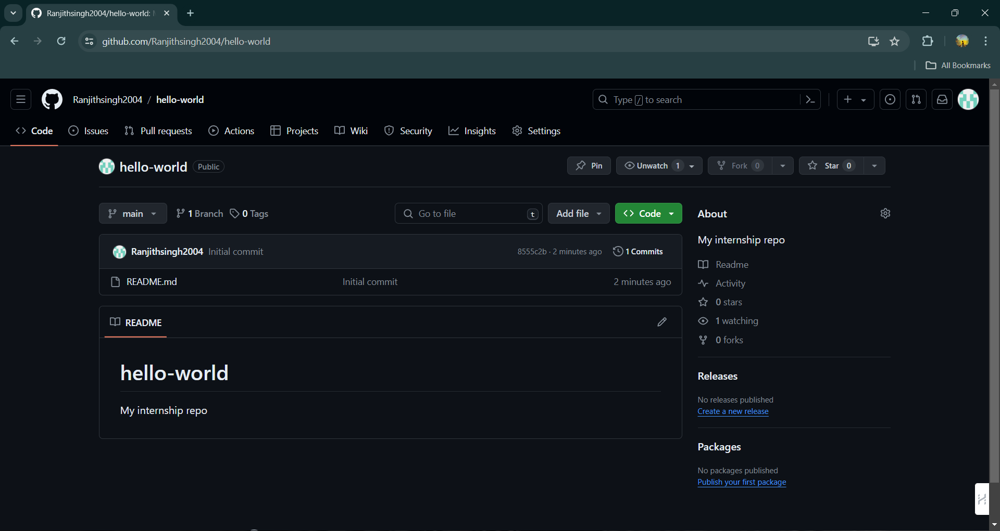 Ranjithsingh2004/hello-world:
github.com/Ranjithsingh2004/hello-world
All Bookmarks
Ranjithsingh2004 / hello-world
Type / to search
Code Issues Pull requests Actions Projects Wiki Security Insights Settings
hello-world Public
Pin Unwatch 1 Fork 0 Star 0
main 1 Branch 0 Tags
Go to file t Add file Code
Ranjithsingh2004 Initial commit 8555c2b · 2 minutes ago 1 Commits
README.md Initial commit 2 minutes ago
README
hello-world
My internship repo
About
My internship repo
Readme
Activity
0 stars
1 watching
0 forks
Releases
No releases published
Create a new release
Packages
No packages published
Publish your first package